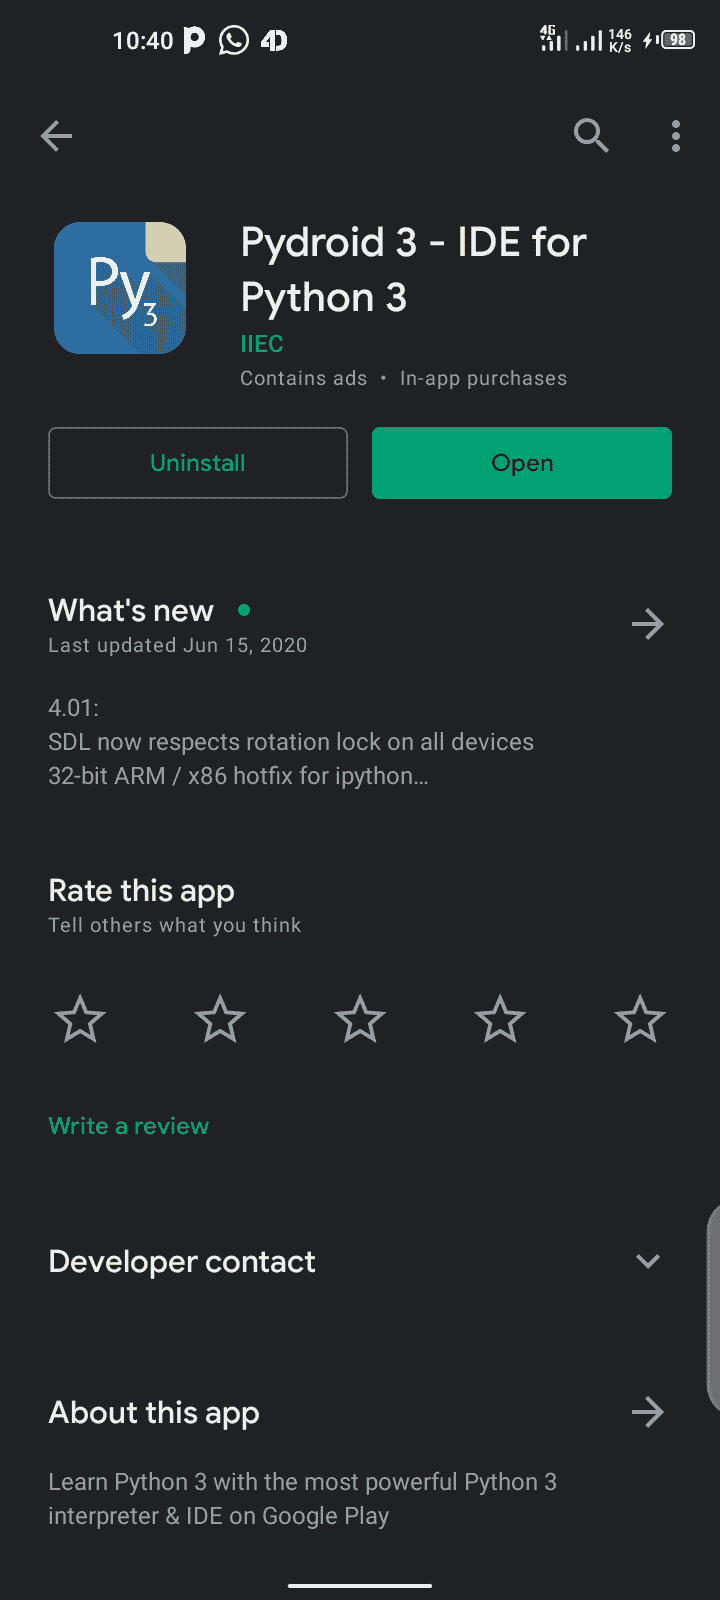 10:40
4G
146
K/s
98
Py
3
Pydroid 3 - IDE for
Python 3
IIEC
Contains ads • In-app purchases
Uninstall
Open
What's new
Last updated Jun 15, 2020
4.01:
SDL now respects rotation lock on all devices
32-bit ARM / x86 hotfix for ipython...
Rate this app
Tell others what you think
Write a review
Developer contact
About this app
Learn Python 3 with the most powerful Python 3
interpreter & IDE on Google Play